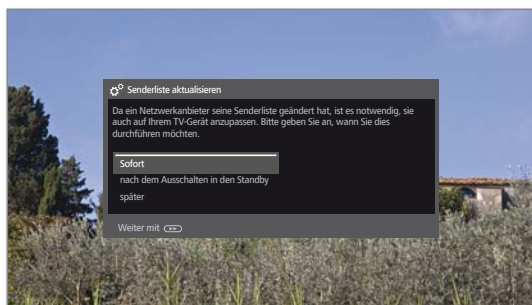 Senderliste aktualisieren
Da ein Netzwerkanbieter seine Senderliste geändert hat, ist es notwendig, sie
auch auf Ihrem TV-Gerät anzupassen. Bitte geben Sie an, wann Sie dies
durchführen möchten.
Sofort
nach dem Ausschalten in den Standby
später
Weiter mit